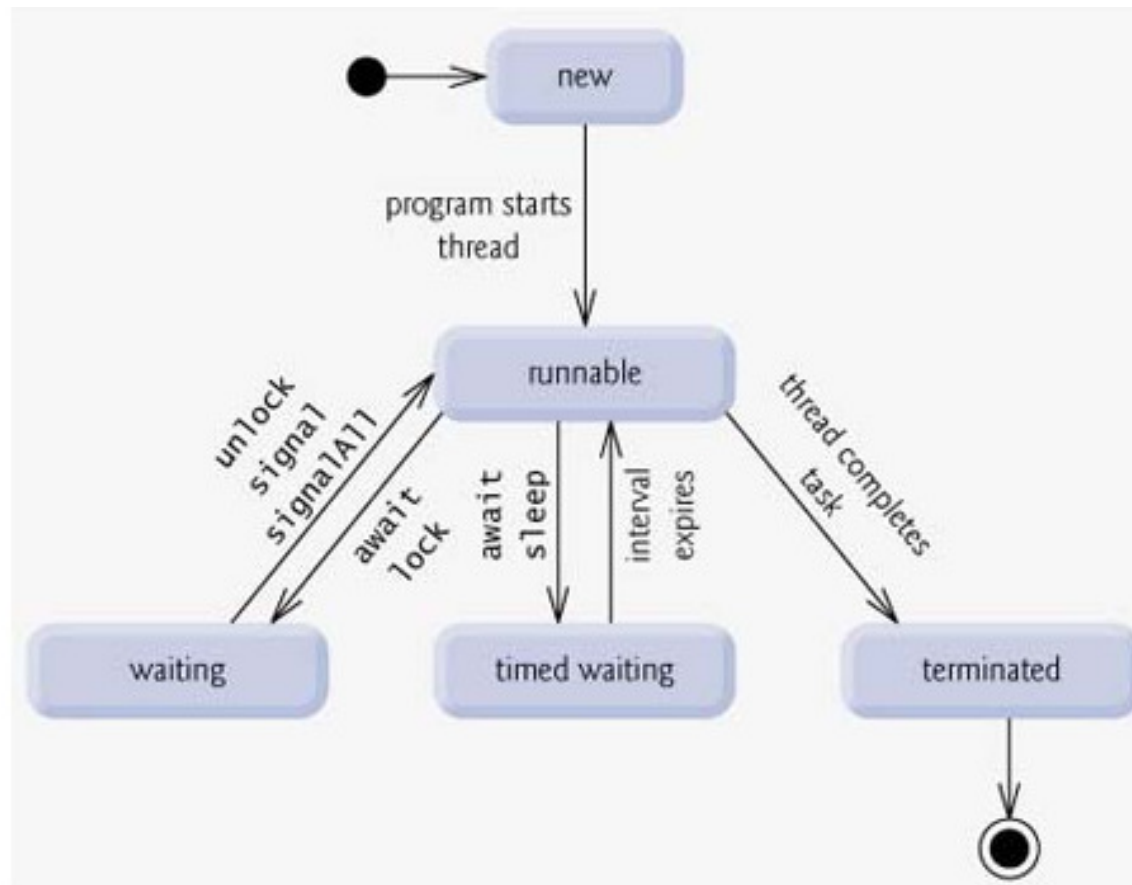 new
program starts
thread
runnable
unlock
signal
signalAll
await
lock
await
sleep
interval
expires
thread completes
task
waiting
timed waiting
terminated